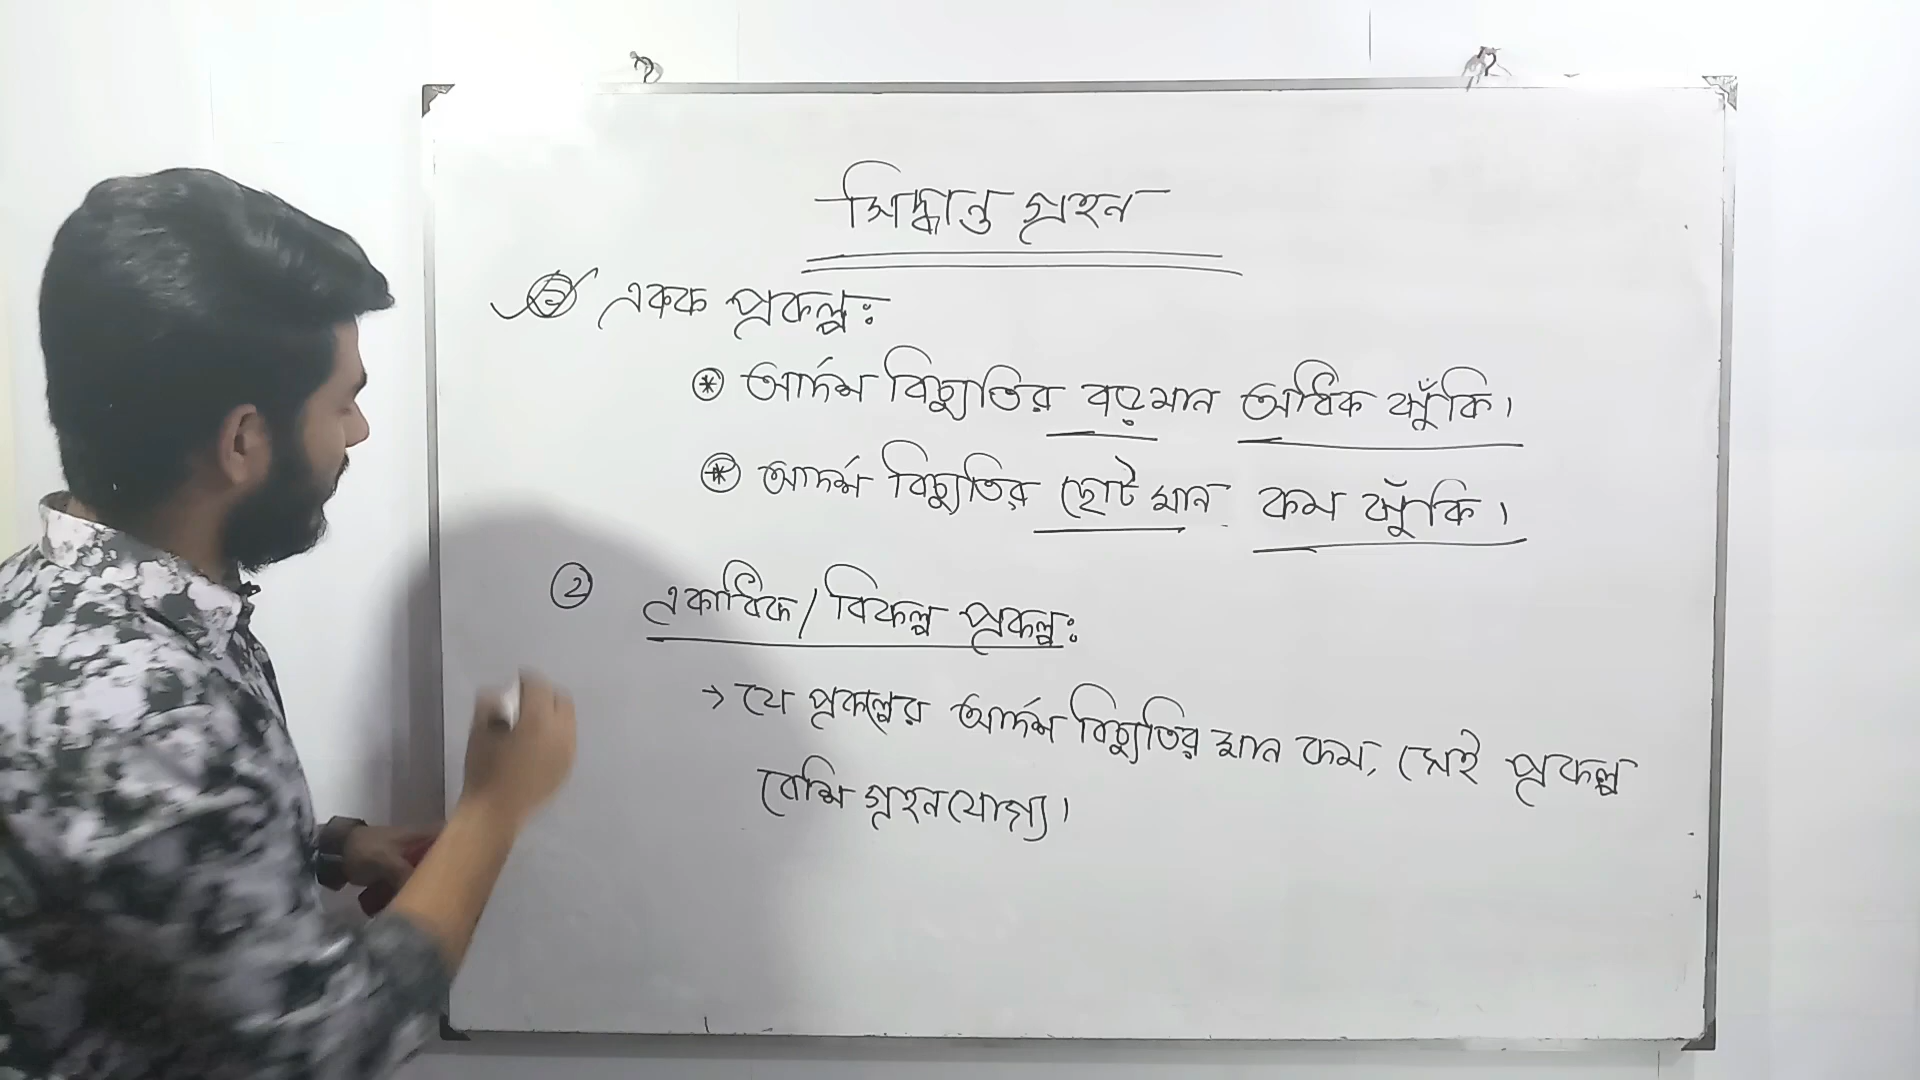 সিদ্ধান্ত গ্রহন
একক প্রকল্পঃ
* আর্দশ বিচ্যুতির বড় মান অধিক ঝুঁকি।
* আর্দশ বিচ্যুতির ছোট মান কম ঝুঁকি।
২ একাধিক/বিকল্প প্রকল্পঃ
→ যে প্রকল্পের আর্দশ বিচ্যুতির মান কম, সেই প্রকল্প
বেশি গ্রহনযোগ্য।